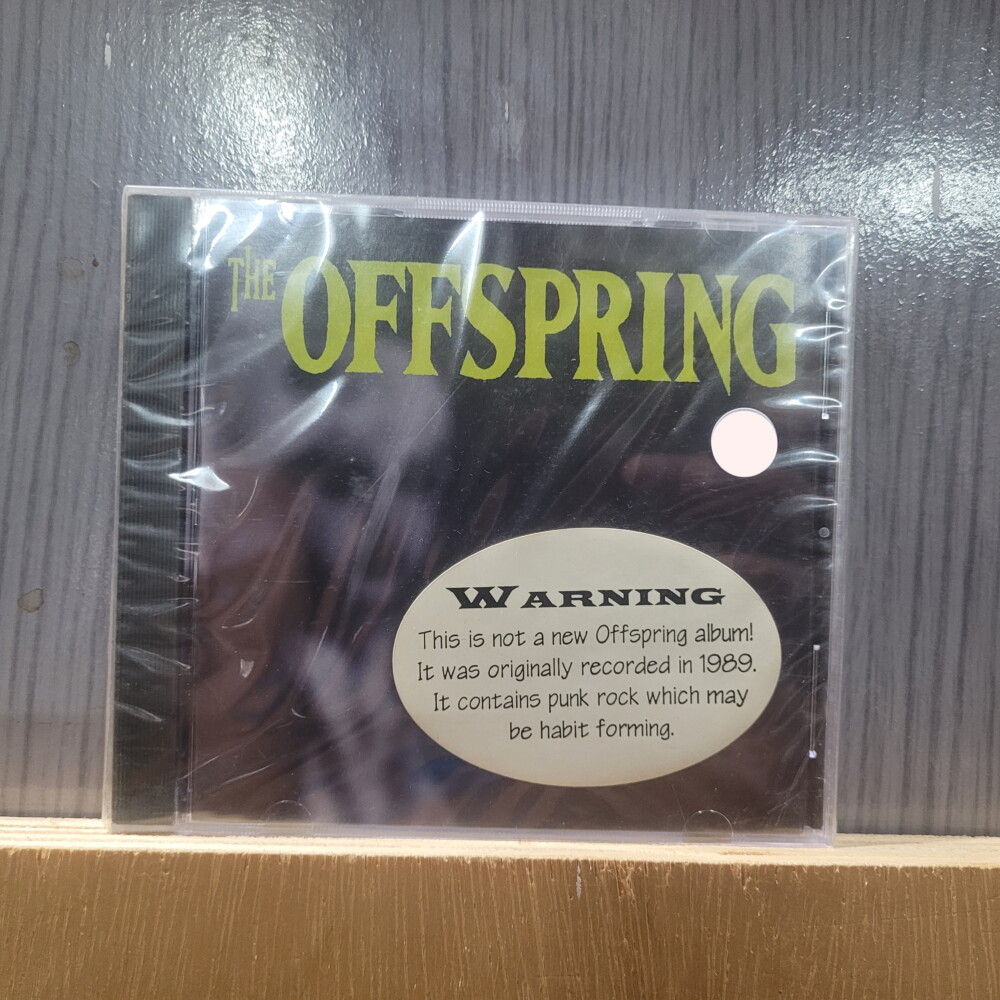 THE OFFSPRING
WARNING
This is not a new Offspring album!
It was originally recorded in 1989.
It contains punk rock which may
be habit forming.